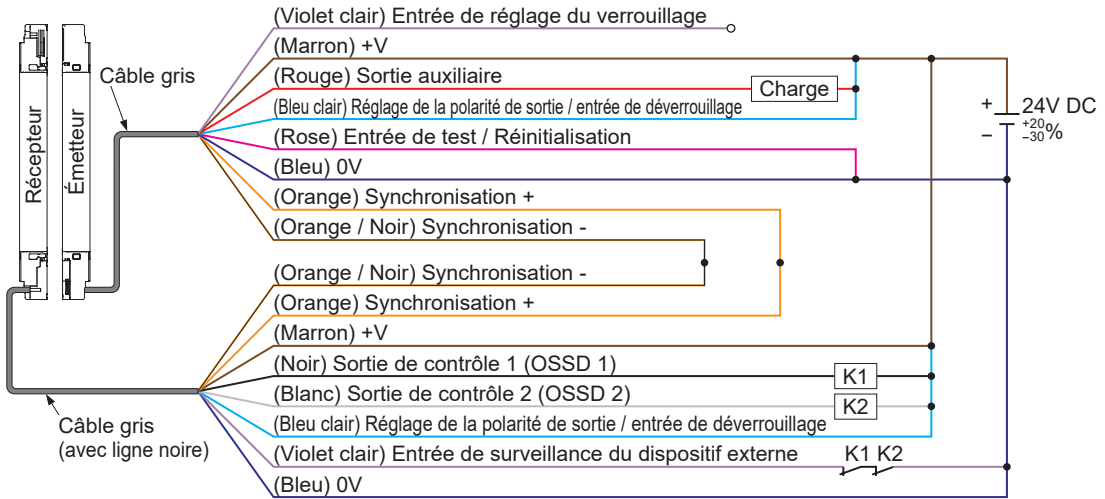 (Violet clair) Entrée de réglage du verrouillage
(Marron) +V
Câble gris
(Rouge) Sortie auxiliaire
Charge
(Bleu clair) Réglage de la polarité de sortie / entrée de déverrouillage
+ 24V DC
+20
−30 %
−
(Rose) Entrée de test / Réinitialisation
(Bleu) 0V
Récepteur
Émetteur
(Orange) Synchronisation +
(Orange / Noir) Synchronisation -
(Orange / Noir) Synchronisation -
(Orange) Synchronisation +
(Marron) +V
(Noir) Sortie de contrôle 1 (OSSD 1)
K1
(Blanc) Sortie de contrôle 2 (OSSD 2)
K2
Câble gris
(avec ligne noire)
(Bleu clair) Réglage de la polarité de sortie / entrée de déverrouillage
(Violet clair) Entrée de surveillance du dispositif externe
K1 K2
(Bleu) 0V